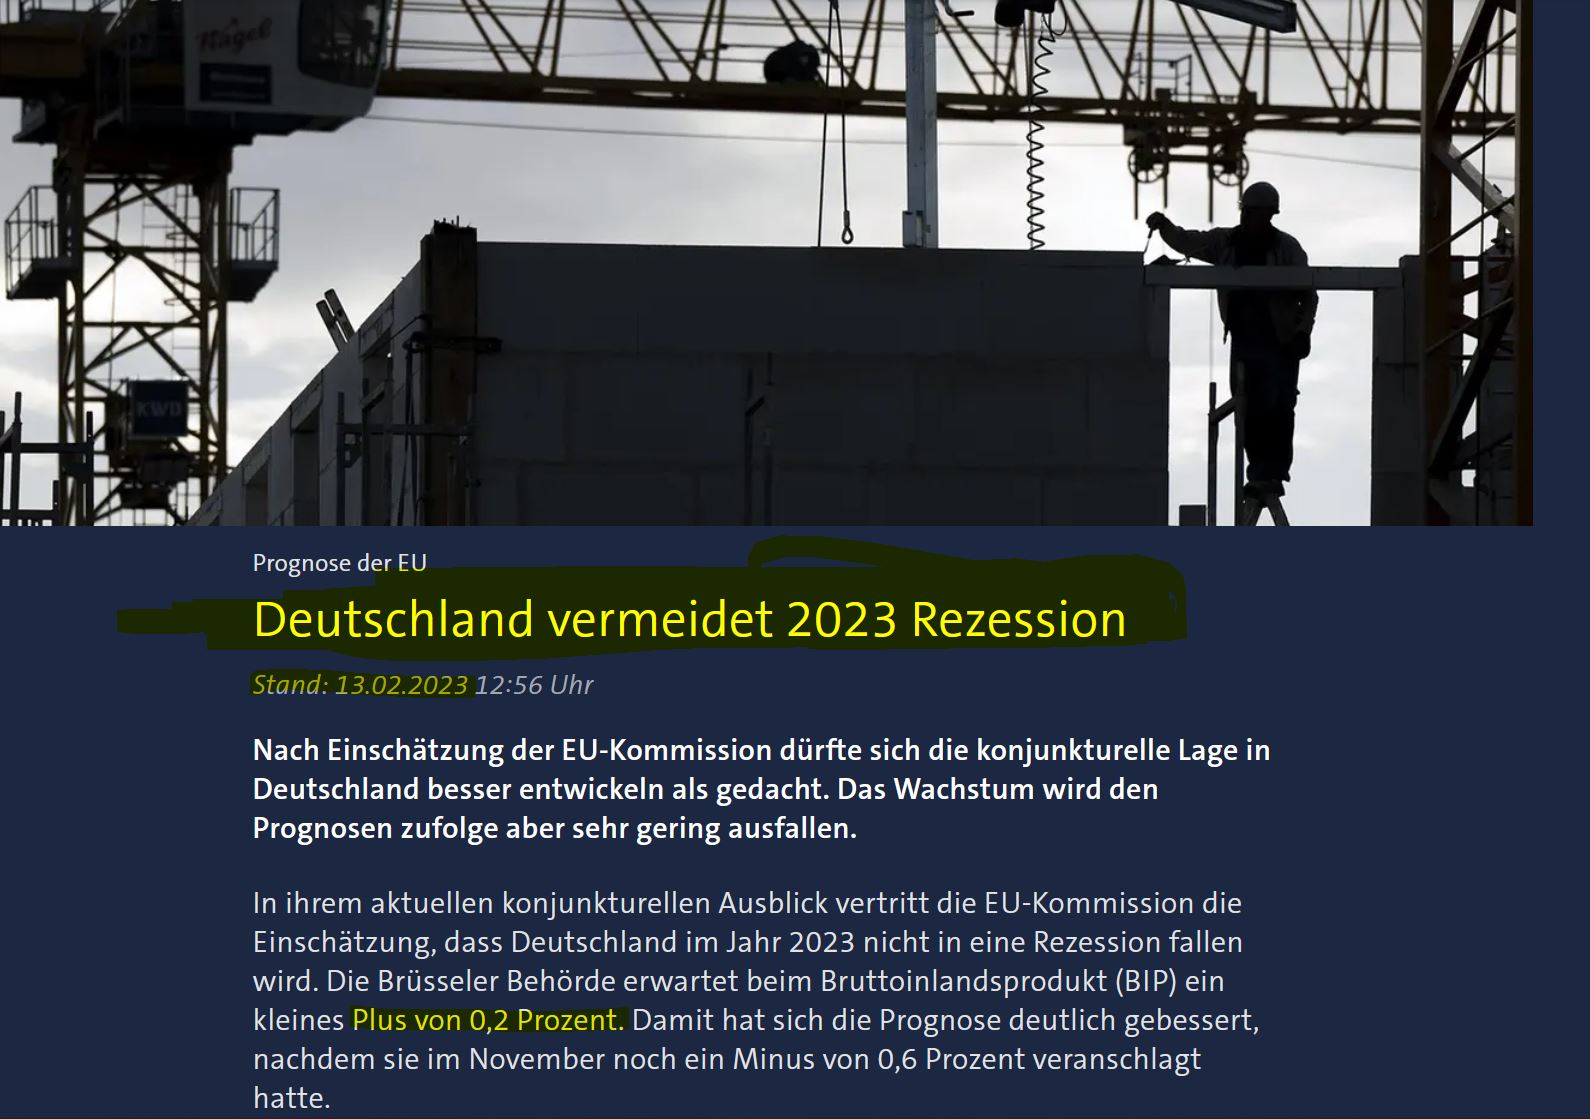 Nagel
KWD
Prognose der EU
Deutschland vermeidet 2023 Rezession
Stand: 13.02.2023 12:56 Uhr
Nach Einschätzung der EU-Kommission dürfte sich die konjunkturelle Lage in
Deutschland besser entwickeln als gedacht. Das Wachstum wird den
Prognosen zufolge aber sehr gering ausfallen.
In ihrem aktuellen konjunkturellen Ausblick vertritt die EU-Kommission die
Einschätzung, dass Deutschland im Jahr 2023 nicht in eine Rezession fallen
wird. Die Brüsseler Behörde erwartet beim Bruttoinlandsprodukt (BIP) ein
kleines Plus von 0,2 Prozent. Damit hat sich die Prognose deutlich gebessert,
nachdem sie im November noch ein Minus von 0,6 Prozent veranschlagt
hatte.